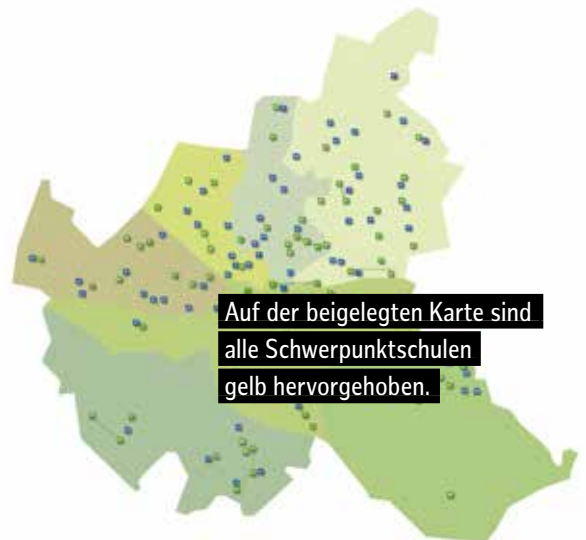 Auf der beigelegten Karte sind
alle Schwerpunktschulen
gelb hervorgehoben.